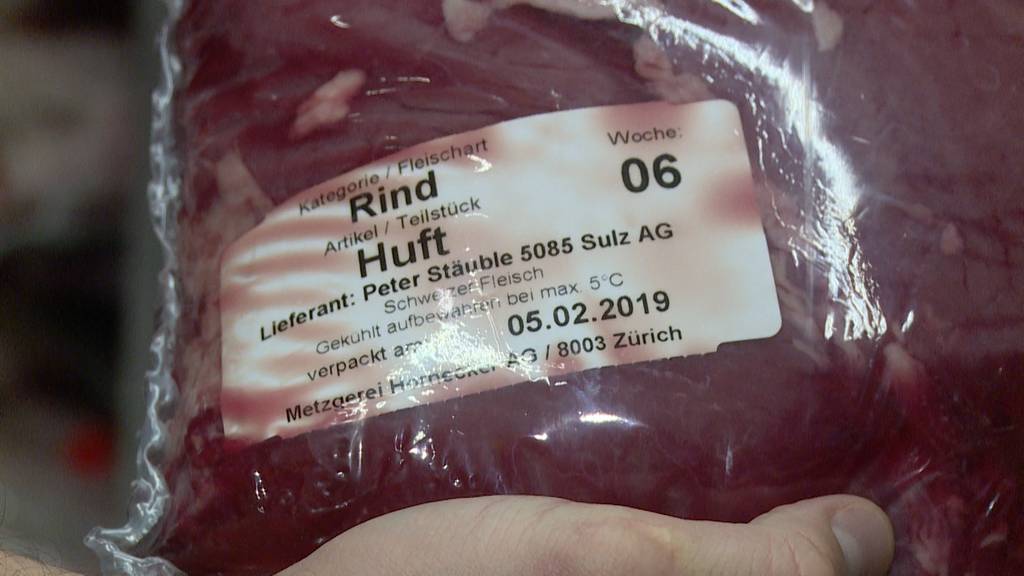 Kategorie / Fleischart
Woche:
Rind
06
Artikel / Teilstück
Huft
Lieferant: Peter Stäuble 5085 Sulz AG
Schweizer Fleisch
Gekühlt aufbewahren bei max. 5°C
verpackt am 05.02.2019
Metzgerei Hornecker AG / 8003 Zürich